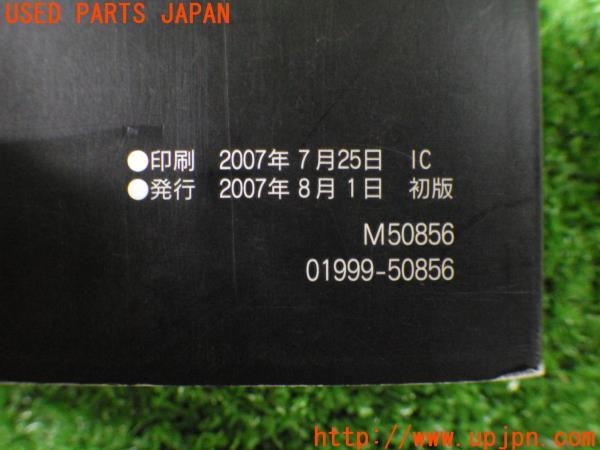 USED PARTS JAPAN
●印刷 2007年 7月25日 IC
●発行 2007年 8月 1日 初版
M50856
01999-50856
http://www.upjpn.com